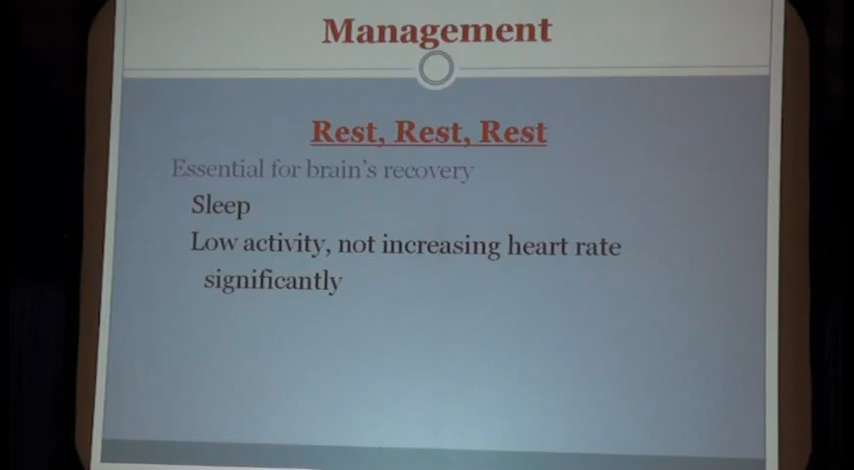 Management
Rest, Rest, Rest
Essential for brain's recovery
Sleep
Low activity, not increasing heart rate
significantly